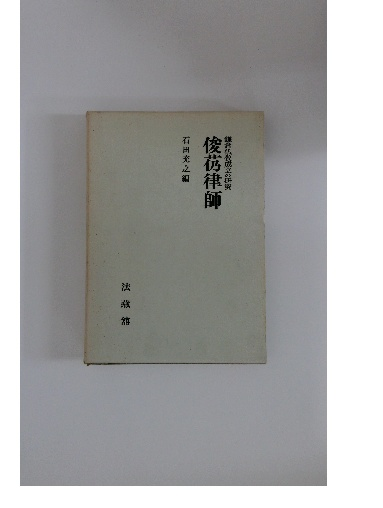 鎌倉仏教成立の研究
俊芿律師
石田充之編
法蔵館